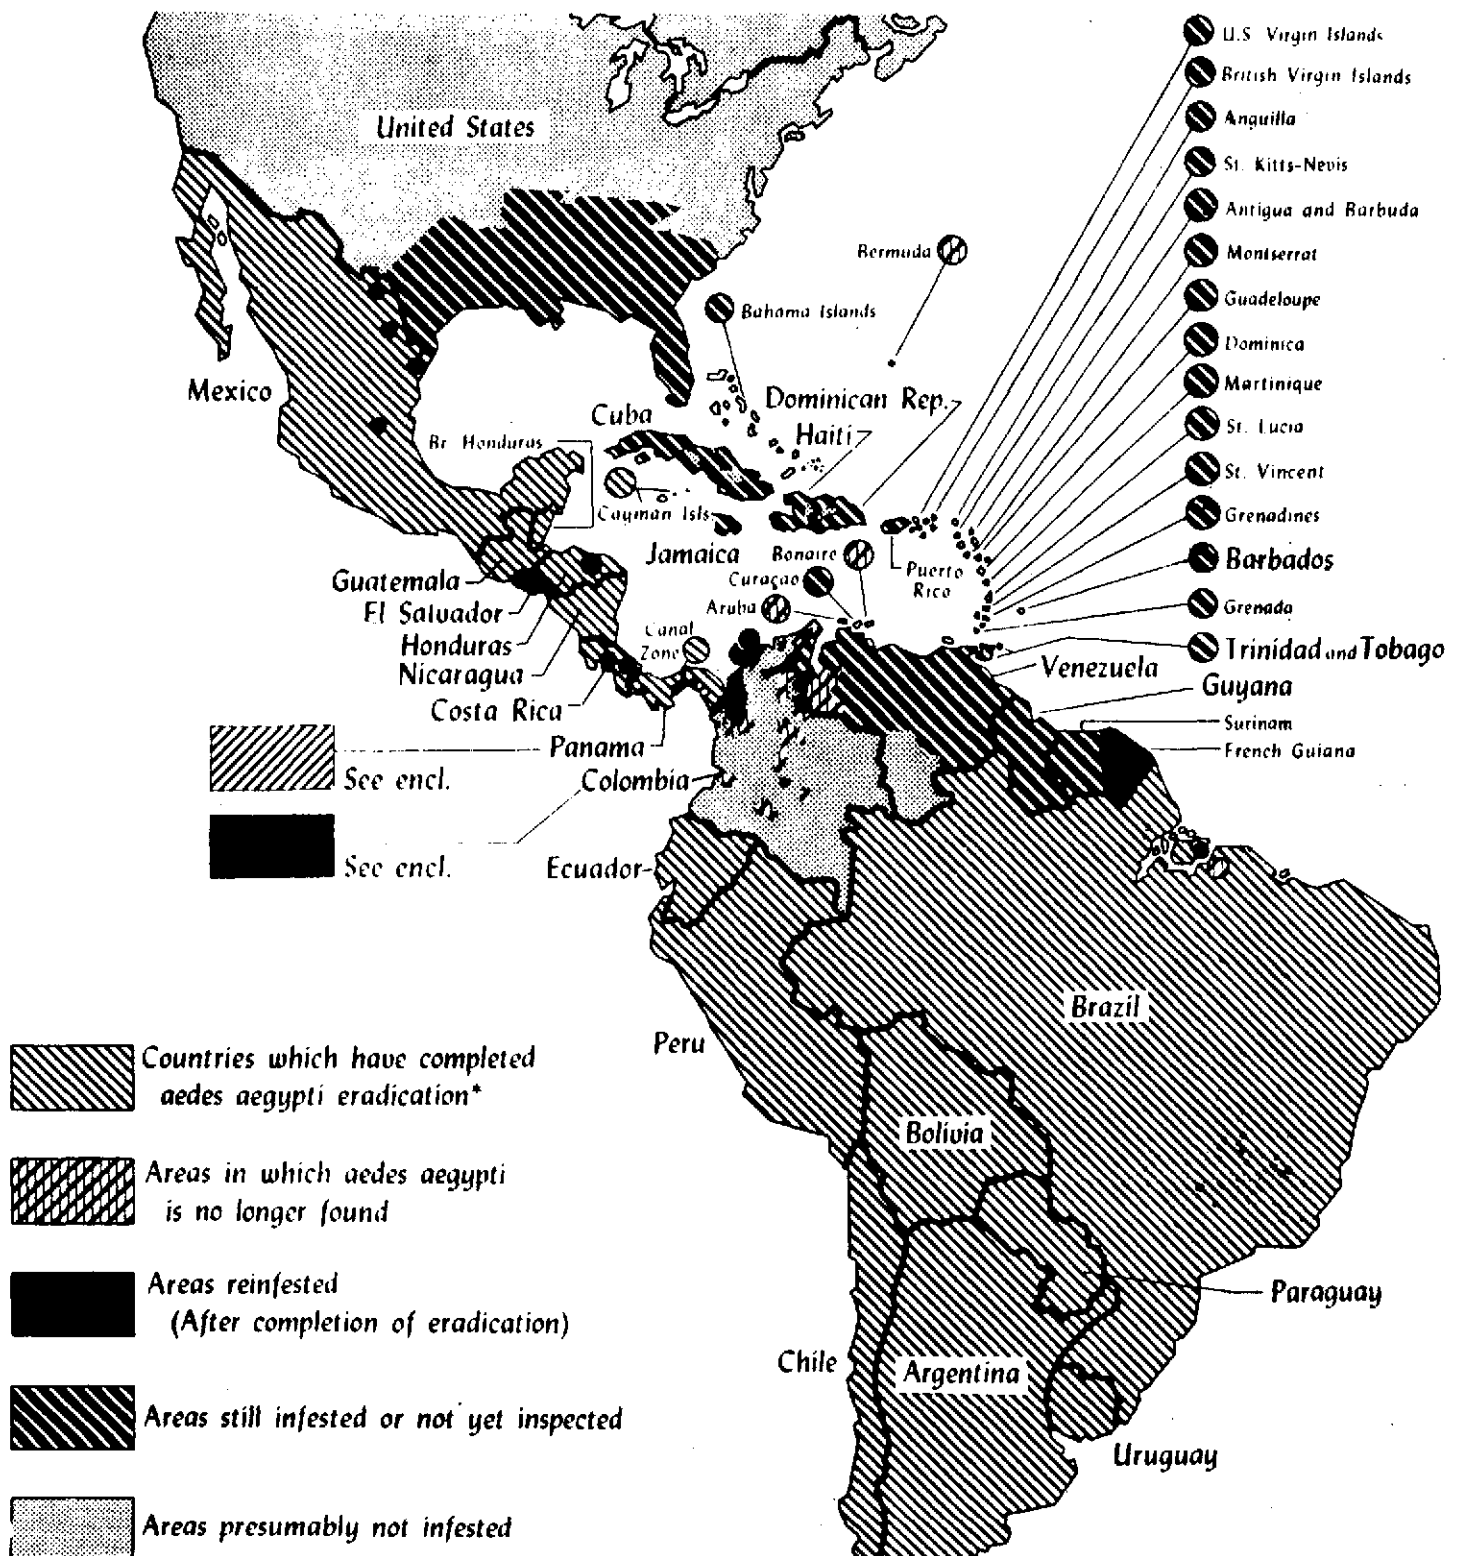 U.S Virgin Islands
British Virgin Islands
United States
Anguilla
St. Kitts-Nevis
Antigua and Barbuda
Bermuda
Montserrat
Guadeloupe
Bahama Islands
Dominica
Mexico
Martinique
Dominican Rep.
Cuba
Haiti
St. Lucia
Br. Honduras
St. Vincent
Cayman Isls.
Grenadines
Jamaica
Bonaire
Puerto
Rico
Barbados
Guatemala
Curaçao
El Salvador
Aruba
Grenada
Honduras
Canal
Zone
Trinidad and Tobago
Nicaragua
Venezuela
Guyana
Costa Rica
Surinam
Panama
French Guiana
See encl.
Colombia
See encl.
Ecuador
Brazil
Peru
Countries which have completed
aedes aegypti eradication*
Bolivia
Areas in which aedes aegypti
is no longer found
Areas reinfested
(After completion of eradication)
Paraguay
Chile
Argentina
Areas still infested or not yet inspected
Uruguay
Areas presumably not infested